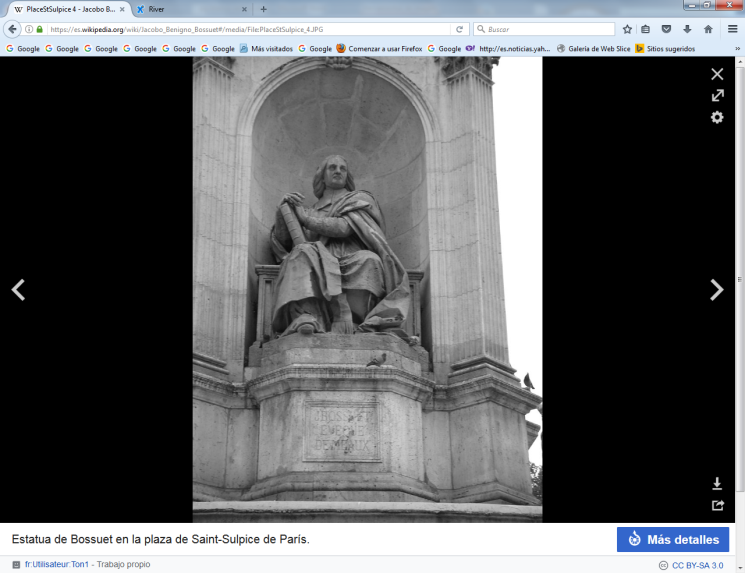 PlaceStSulpice 4 - Jacobo B...
River
https://es.wikipedia.org/wiki/Jacobo_Benigno_Bossuet#/media/File:PlaceStSulpice_4.JPG
Buscar
Google Google Google Google Google Google Más visitados Google Comenzar a usar Firefox Google http://es.noticias.yah... Galería de Web Slice Sitios sugeridos
BOSSUET
DE MEAUX
Estatua de Bossuet en la plaza de Saint-Sulpice de París.
Más detalles
fr:Utilisateur:Ton1 - Trabajo propio
CC BY-SA 3.0